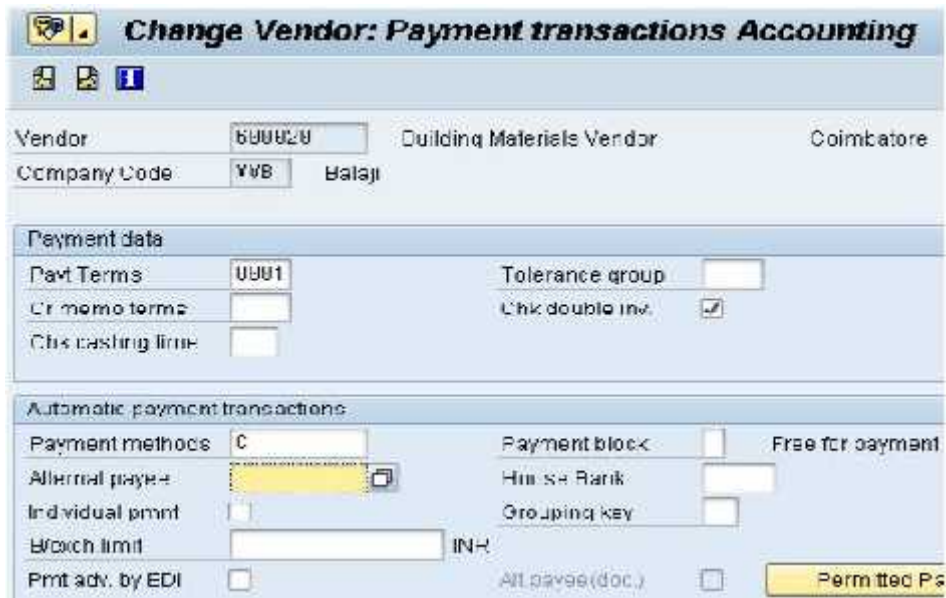 Change Vendor: Payment transactions Accounting
Vendor Building Materials Vendor Coimbatore
Company Code Balaji
Payment data
Payt Terms 0001 Tolerance group
Cr memo terms Chk double inv.
Chk cashng time
Automatic payment transactions
Payment methods C Payment block Free for payment
Alternat.payee House Bank
Individual pmnt Grouping key
B/exch.limit INR
Pmt adv. by EDI Alt.payee(doc.) Permitted Pa